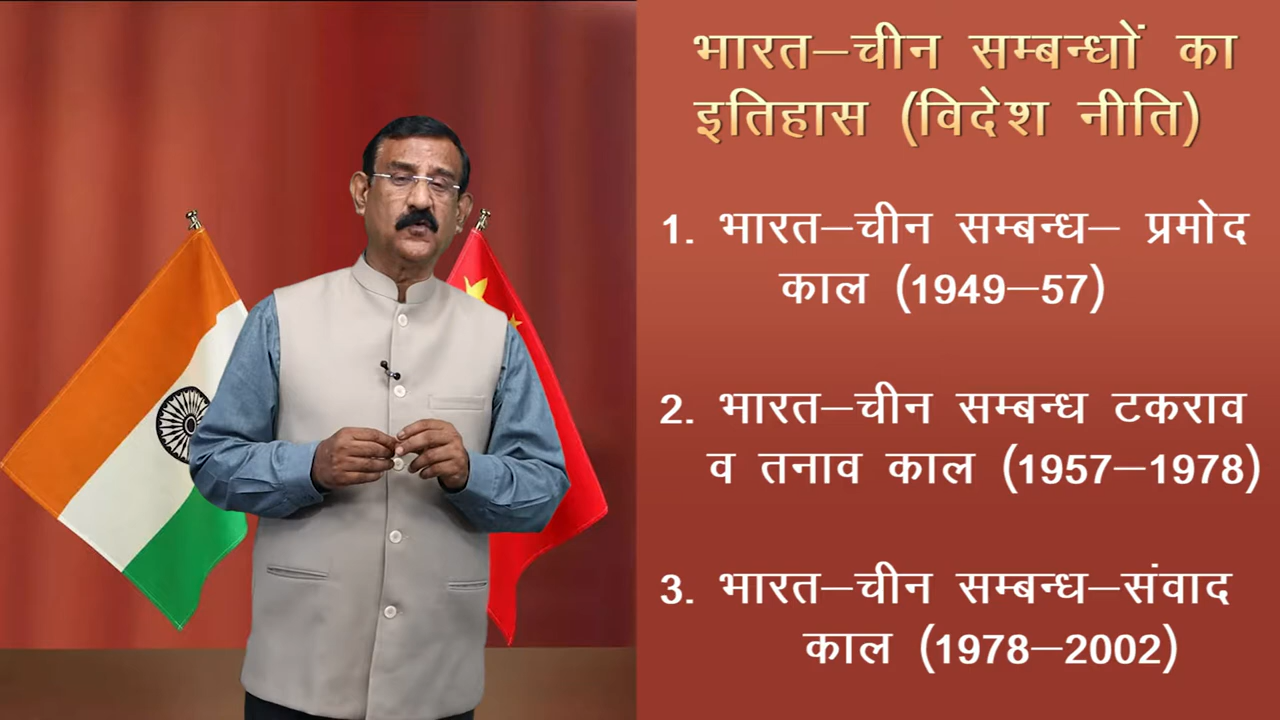 भारत–चीन सम्बन्धों का
इतिहास (विदेश नीति)
1. भारत–चीन सम्बन्ध– प्रमोद
काल (1949–57)
2. भारत–चीन सम्बन्ध टकराव
व तनाव काल (1957–1978)
3. भारत–चीन सम्बन्ध–संवाद
काल (1978–2002)